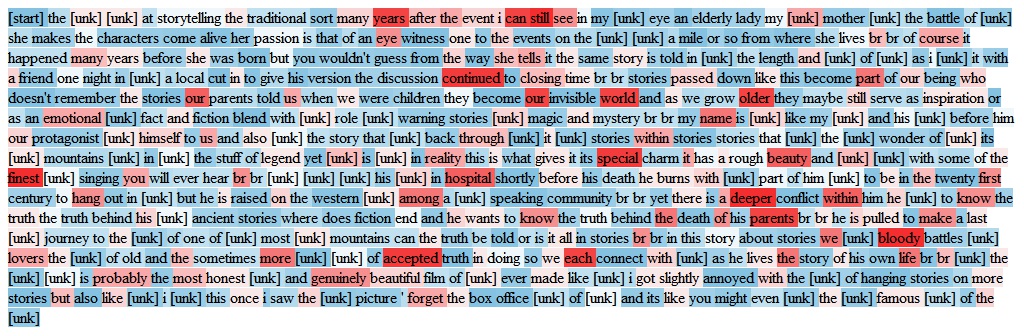 [start] the [unk] [unk] at storytelling the traditional sort many years after the event i can still see in my [unk] eye an elderly lady my [unk] mother [unk] the battle of [unk]
she makes the characters come alive her passion is that of an eye witness one to the events on the [unk] [unk] a mile or so from where she lives br br of course it
happened many years before she was born but you wouldn't guess from the way she tells it the same story is told in [unk] the length and [unk] of [unk] as i [unk] it with
a friend one night in [unk] a local cut in to give his version the discussion continued to closing time br br stories passed down like this become part of our being who
doesn't remember the stories our parents told us when we were children they become our invisible world and as we grow older they maybe still serve as inspiration or
as an emotional [unk] fact and fiction blend with [unk] role [unk] warning stories [unk] magic and mystery br br my name is [unk] like my [unk] and his [unk] before him
our protagonist [unk] himself to us and also [unk] the story that [unk] back through [unk] it [unk] stories within stories stories that [unk] the [unk] wonder of [unk] its
[unk] mountains [unk] in [unk] the stuff of legend yet [unk] is [unk] in reality this is what gives it its special charm it has a rough beauty and [unk] [unk] with some of the
finest [unk] singing you will ever hear br br [unk] [unk] [unk] his [unk] in hospital shortly before his death he burns with [unk] part of him [unk] to be in the twenty first
century to hang out in [unk] but he is raised on the western [unk] among a [unk] speaking community br br yet there is a deeper conflict within him he [unk] to know the
truth the truth behind his [unk] ancient stories where does fiction end and he wants to know the truth behind the death of his parents br br he is pulled to make a last
[unk] journey to the [unk] of one of [unk] most [unk] mountains can the truth be told or is it all in stories br br in this story about stories we [unk] bloody battles [unk]
lovers the [unk] of old and the sometimes more [unk] [unk] of accepted truth in doing so we each connect with [unk] as he lives the story of his own life br br [unk] the
[unk] [unk] is probably the most honest [unk] and genuinely beautiful film of [unk] ever made like [unk] i got slightly annoyed with the [unk] of hanging stories on more
stories but also like [unk] i [unk] this once i saw the [unk] picture ' forget the box office [unk] of [unk] and its like you might even [unk] the [unk] famous [unk] of the
[unk]